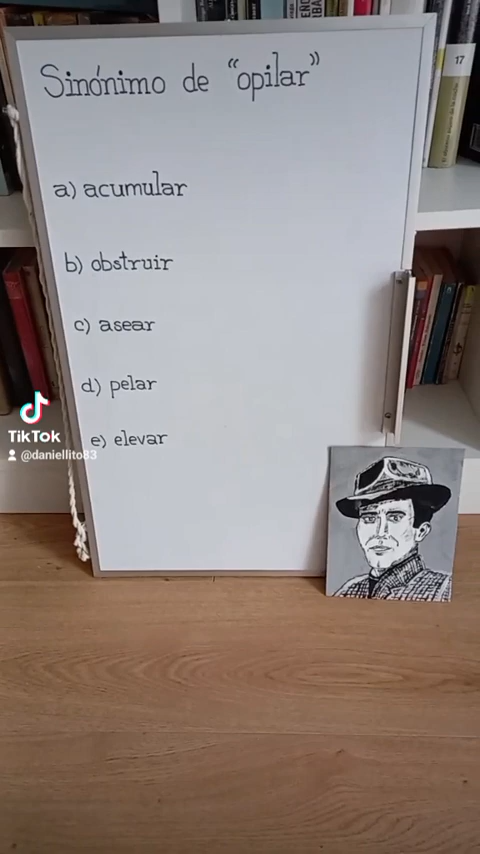 Sinónimo de "opilar"
a) acumular
b) obstruir
c) asear
d) pelar
e) elevar
TikTok
@daniellito83
17